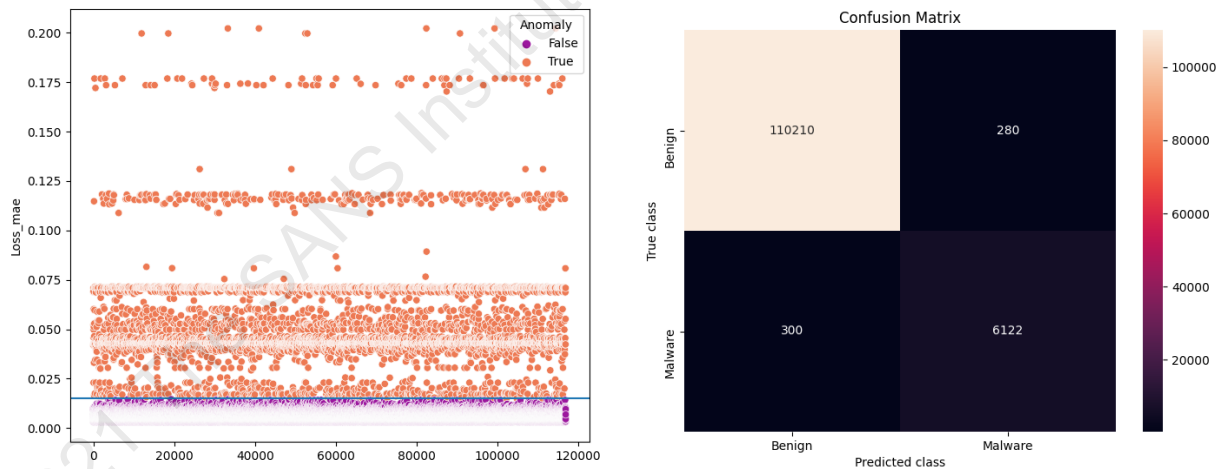 Anomaly
False
True
0.200
0.175
0.150
0.125
0.100
0.075
0.050
0.025
0.000
Loss_mae
0 20000 40000 60000 80000 100000 120000
SANS Institut
Confusion Matrix
True class
Benign
Malware
110210 280
300 6122
Benign Malware
Predicted class
100000
80000
60000
40000
20000